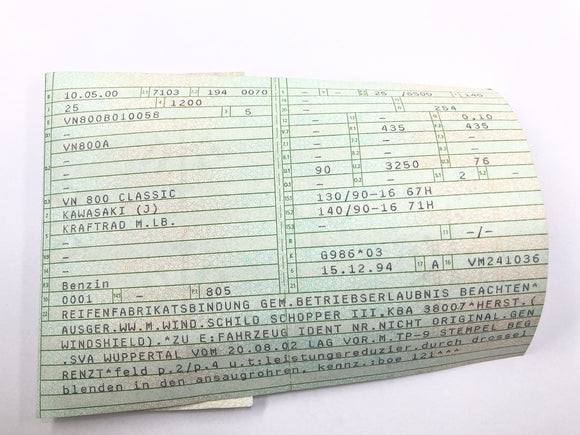 10.05.00 7103 194 0070
25 1200
VN800B010058 5
–
VN800A
–
–
VN 800 CLASSIC
KAWASAKI (J)
KRAFTRAD M.LB.
–
–
–
Benzin
0001 – 805
– – 25 /6500 140
– –
– 254
– – 0,10
– 435 435
– – –
90 3250 76
– – 2 –
130/90-16 67H
140/90-16 71H
–
– –/–
G986*03
15.12.94 A VM241036
REIFENFABRIKATSBINDUNG GEM.BETRIEBSERLAUBNIS BEACHTEN*
AUSGER.WW.M.WIND.SCHILD SCHOPPER III,KBA 38007*HERST.(
WINDSHIELD).*ZU E:FAHRZEUG IDENT NR.NICHT ORIGINAL.GEN
.SVA WUPPERTAL VOM 20.08.02 LAG VOR.M.TP-9 STEMPEL BEG
RENZT*feld p.2/p.4 u.t:leistungsreduzier.durch drossel
blenden in den ansaugrohren, kennz.:boe 121^^^